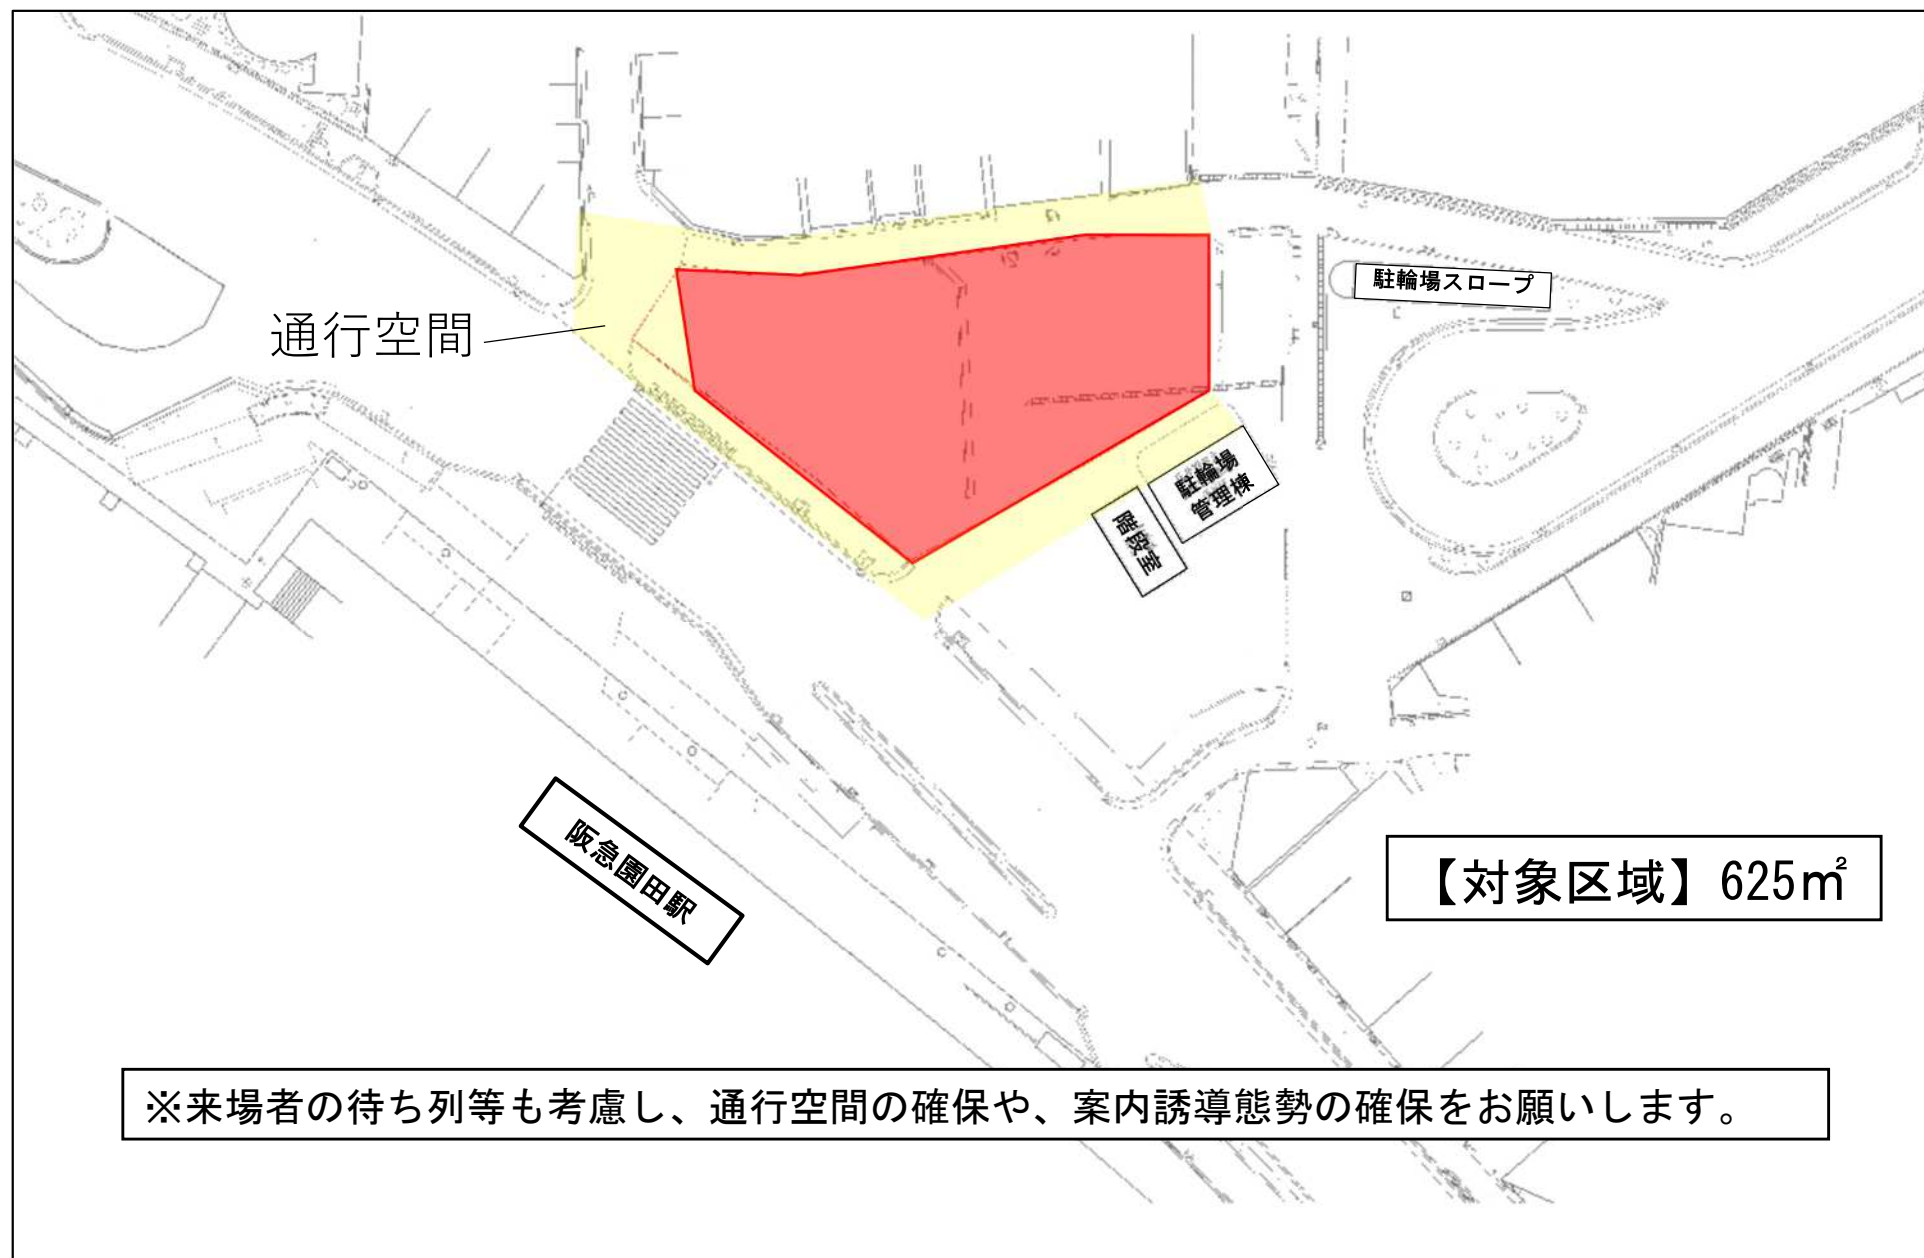 駐輪場スロープ
通行空間
駐輪場
管理棟
階段室
阪急園田駅
【対象区域】625㎡
※来場者の待ち列等も考慮し、通行空間の確保や、案内誘導態勢の確保をお願いします。